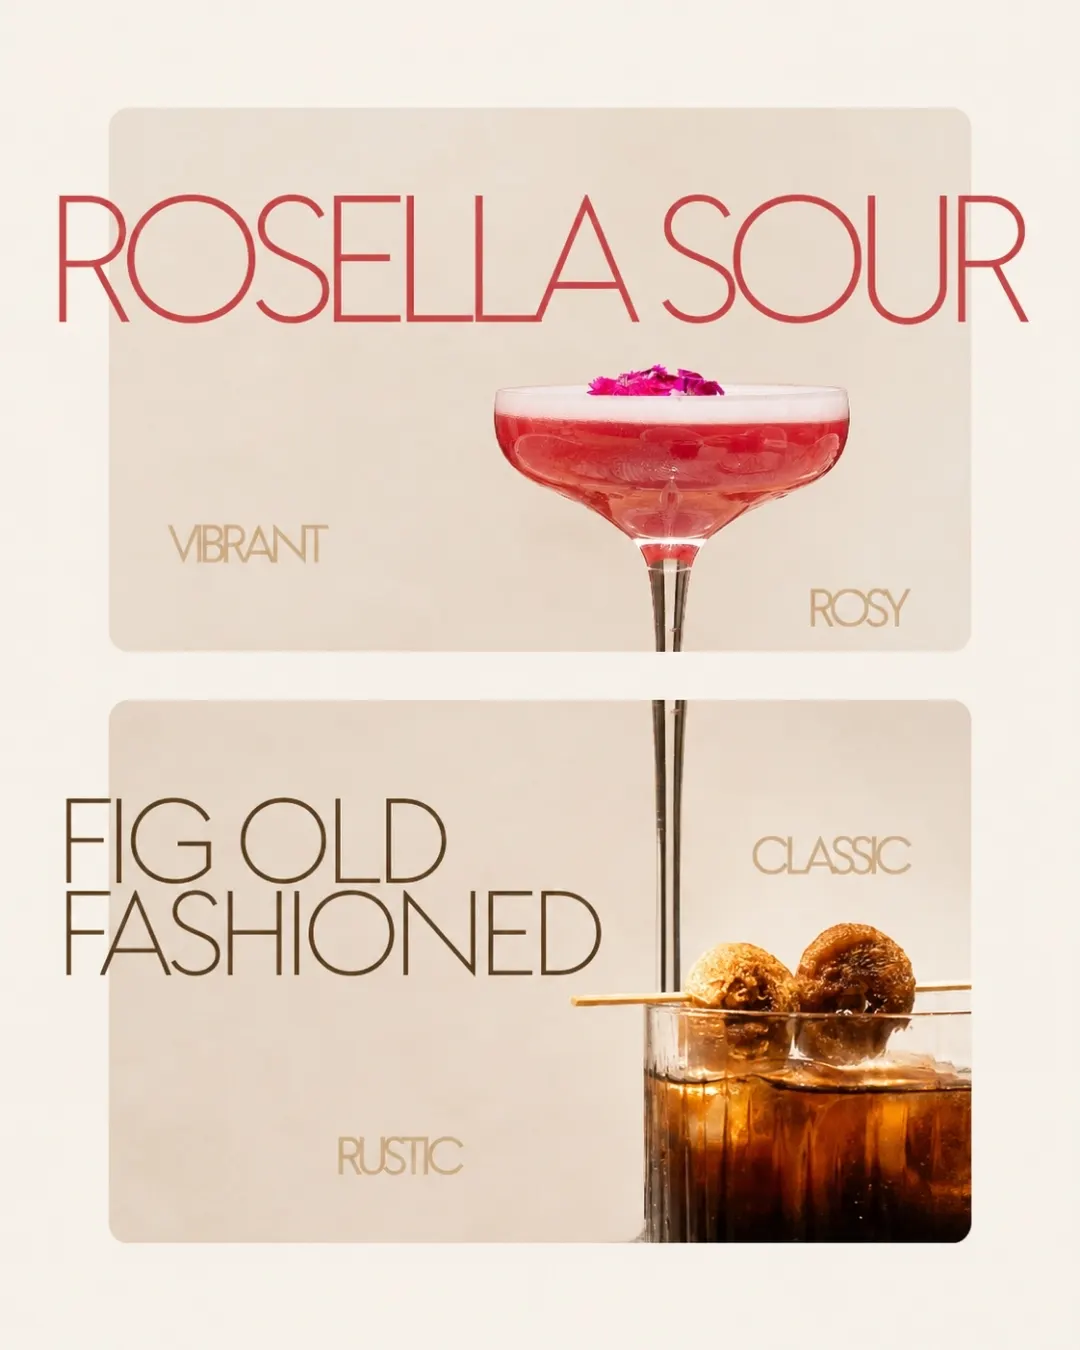 ROSELLA SOUR
VIBRANT
ROSY
FIG OLD
FASHIONED
CLASSIC
RUSTIC